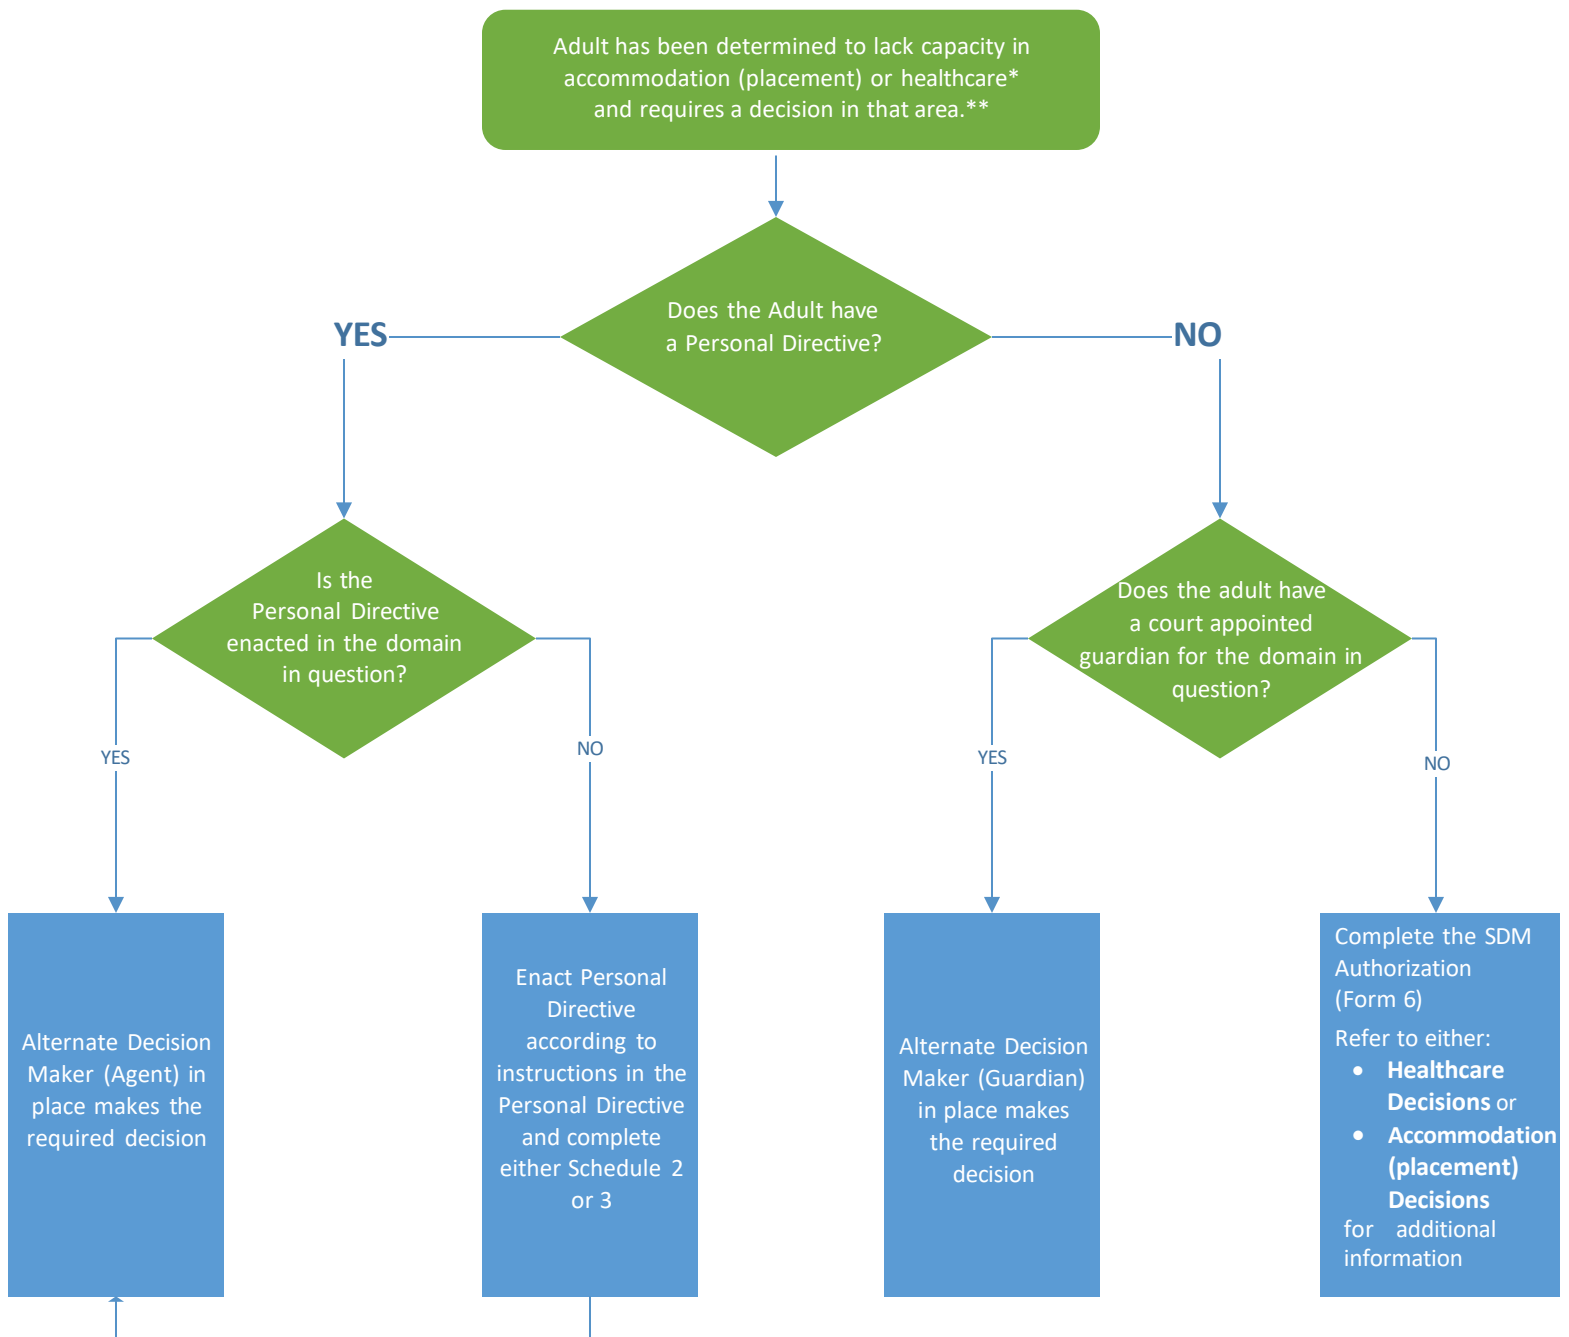 Adult has been determined to lack capacity in
accommodation (placement) or healthcare*
and requires a decision in that area.**
Does the Adult have
a Personal Directive?
YES
NO
Is the
Personal Directive
enacted in the domain
in question?
Does the adult have
a court appointed
guardian for the domain in
question?
YES
NO
YES
NO
Alternate Decision
Maker (Agent) in
place makes the
required decision
Enact Personal
Directive
according to
instructions in the
Personal Directive
and complete
either Schedule 2
or 3
Alternate Decision
Maker (Guardian)
in place makes
the required
decision
Complete the SDM
Authorization
(Form 6)
Refer to either:
• Healthcare
Decisions or
• Accommodation
(placement)
Decisions
for additional
information